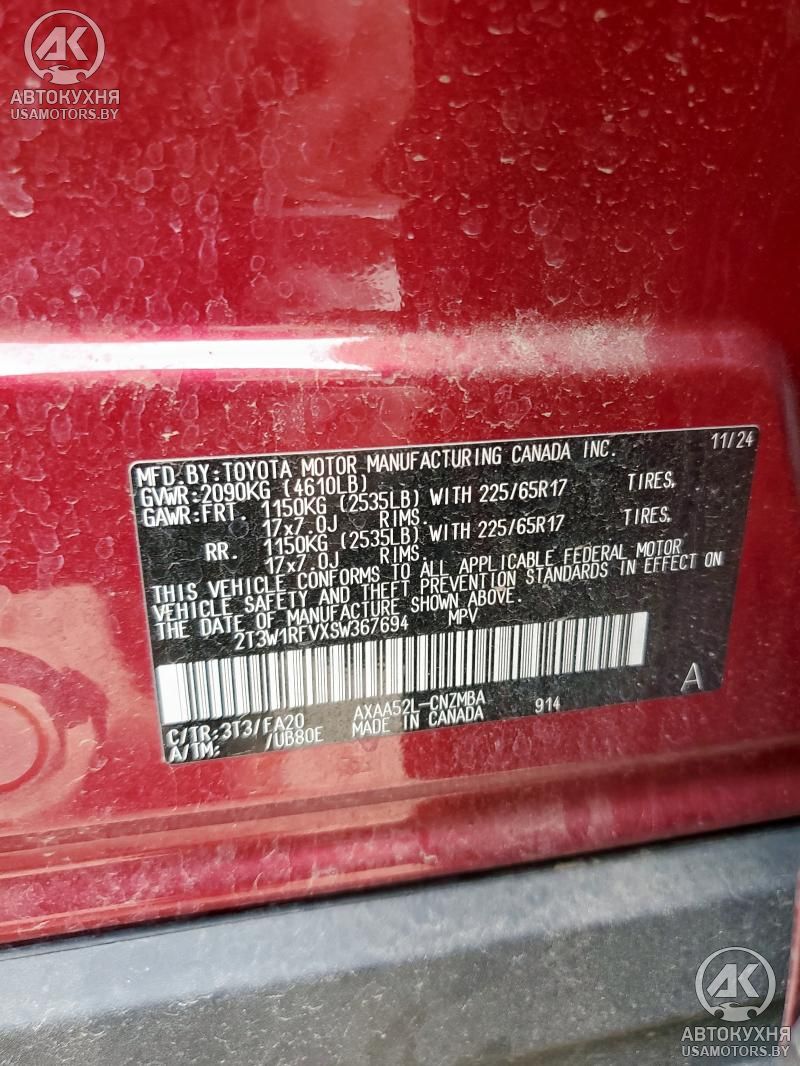 АК
АВТОКУХНЯ
USAMOTORS.BY
MFD.BY:TOYOTA MOTOR MANUFACTURING CANADA INC. 11/24
GVWR:2090KG (4610LB)
GAWR:FRT. 1150KG (2535LB) WITH 225/65R17 TIRES,
17x7.0J RIMS.
RR. 1150KG (2535LB) WITH 225/65R17 TIRES,
17x7.0J RIMS.
THIS VEHICLE CONFORMS TO ALL APPLICABLE FEDERAL MOTOR
VEHICLE SAFETY AND THEFT PREVENTION STANDARDS IN EFFECT ON
THE DATE OF MANUFACTURE SHOWN ABOVE.
2T3W1RFVXSW367694 MPV
A
C/TR:3T3/FA20 AXAA52L-CNZMBA 914
A/TM: /UB80E MADE IN CANADA
АК
АВТОКУХНЯ
USAMOTORS.BY